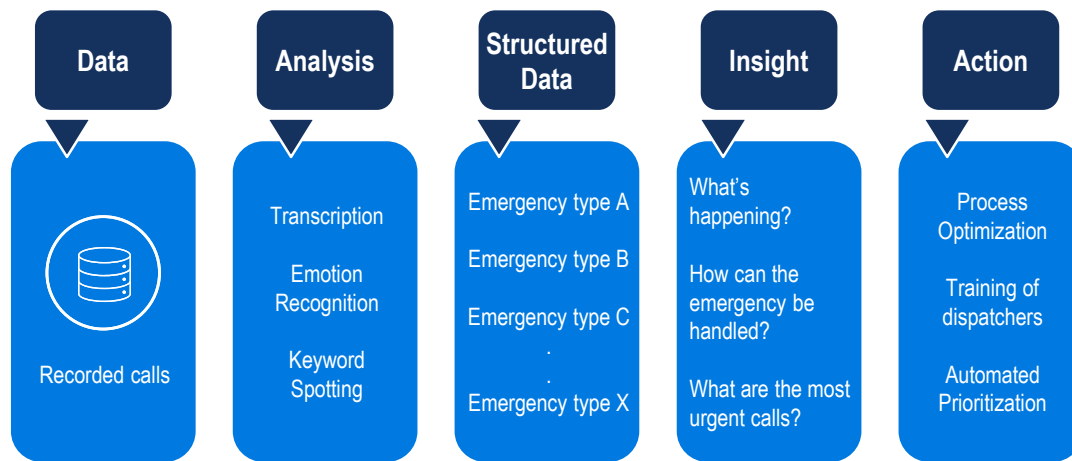 Data
Recorded calls
Analysis
Transcription
Emotion
Recognition
Keyword
Spotting
Structured
Data
Emergency type A
Emergency type B
Emergency type C
.
.
Emergency type X
Insight
What's
happening?
How can the
emergency be
handled?
What are the most
urgent calls?
Action
Process
Optimization
Training of
dispatchers
Automated
Prioritization